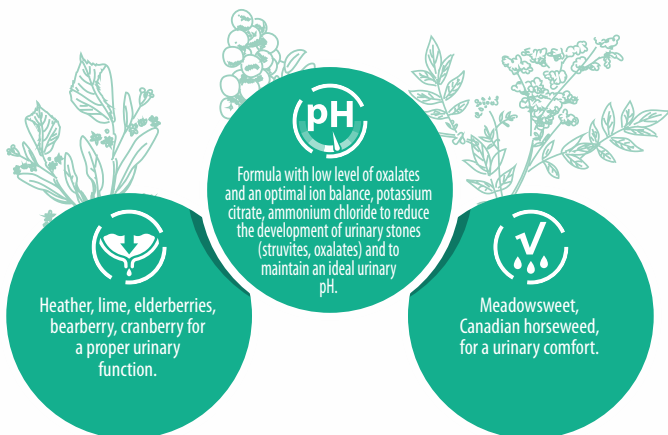 pH
Formula with low level of oxalates
and an optimal ion balance, potassium
citrate, ammonium chloride to reduce
the development of urinary stones
(struvites, oxalates) and to
maintain an ideal urinary
pH.
Heather, lime, elderberries,
bearberry, cranberry for
a proper urinary
function.
Meadowsweet,
Canadian horseweed,
for a urinary comfort.